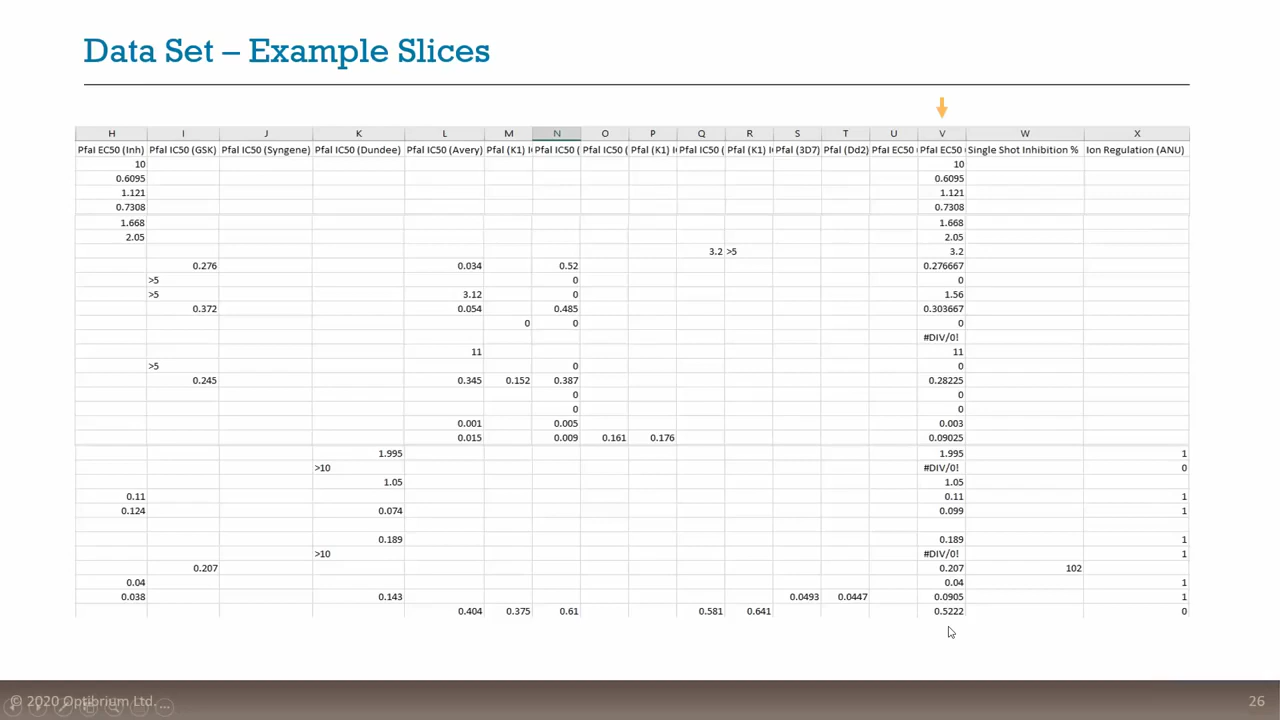 Data Set – Example Slices
H I J K L M N O P Q R S T U V W X
Pfal EC50 (Inh) Pfal IC50 (GSK) Pfal IC50 (Syngene) Pfal IC50 (Dundee) Pfal IC50 (Avery) Pfal (K1) I Pfal IC50 ( Pfal IC50 ( Pfal (K1) I Pfal IC50 ( Pfal (K1) I Pfal (3D7) Pfal (Dd2) Pfal EC50 Pfal EC50 Single Shot Inhibition % Ion Regulation (ANU)
10 10
0.6095 0.6095
1.121 1.121
0.7308 0.7308
1.668 1.668
2.05 2.05
3.2 >5 3.2
0.276 0.034 0.52 0.276667
>5 0 0
>5 3.12 0 1.56
0.372 0.054 0.485 0.303667
0 0 0
#DIV/0!
11 11
>5 0 0
0.245 0.345 0.152 0.387 0.28225
0 0
0 0
0.001 0.005 0.003
0.015 0.009 0.161 0.176 0.09025
1.995 1.995 1
>10 #DIV/0! 0
1.05 1.05
0.11 0.11 1
0.124 0.074 0.099 1
0.189 0.189 1
>10 #DIV/0! 1
0.207 0.207 102
0.04 0.04 1
0.038 0.143 0.0493 0.0447 0.0905 1
0.404 0.375 0.61 0.581 0.641 0.5222 0
© 2020 Optibrium Ltd.
26